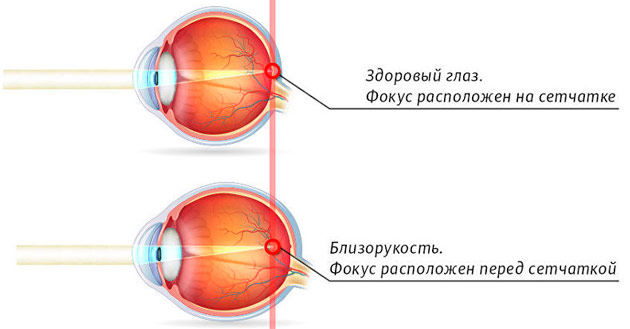 Здоровый глаз.
Фокус расположен на сетчатке
Близорукость.
Фокус расположен перед сетчаткой